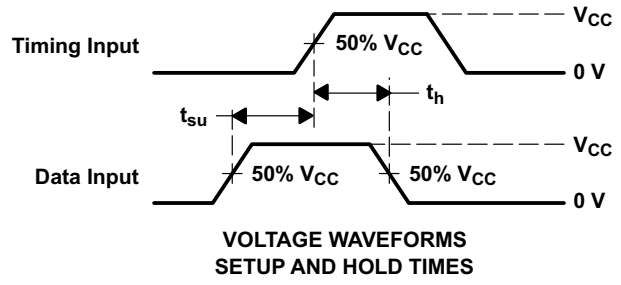 V_CC
Timing Input
50% V_CC
0 V
t_h
t_su
V_CC
Data Input
50% V_CC
50% V_CC
0 V
VOLTAGE WAVEFORMS
SETUP AND HOLD TIMES